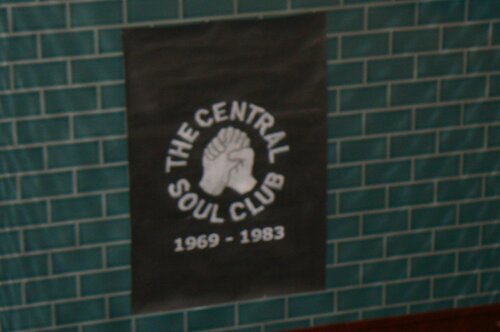 THE CENTRAL
SOUL CLUB
1969 - 1983